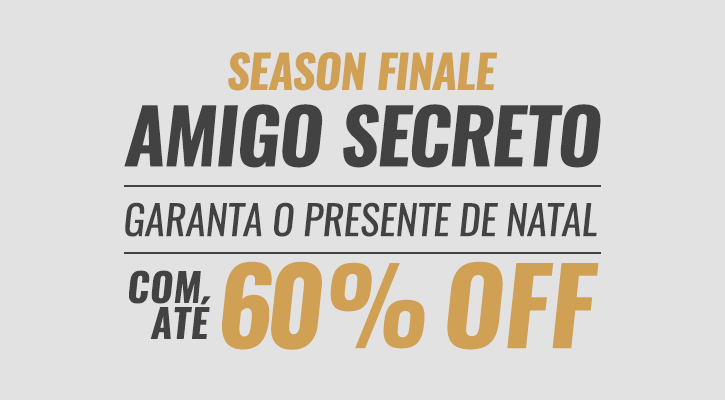 SEASON FINALE
AMIGO SECRETO
GARANTA O PRESENTE DE NATAL
COM, ATÉ 60% OFF